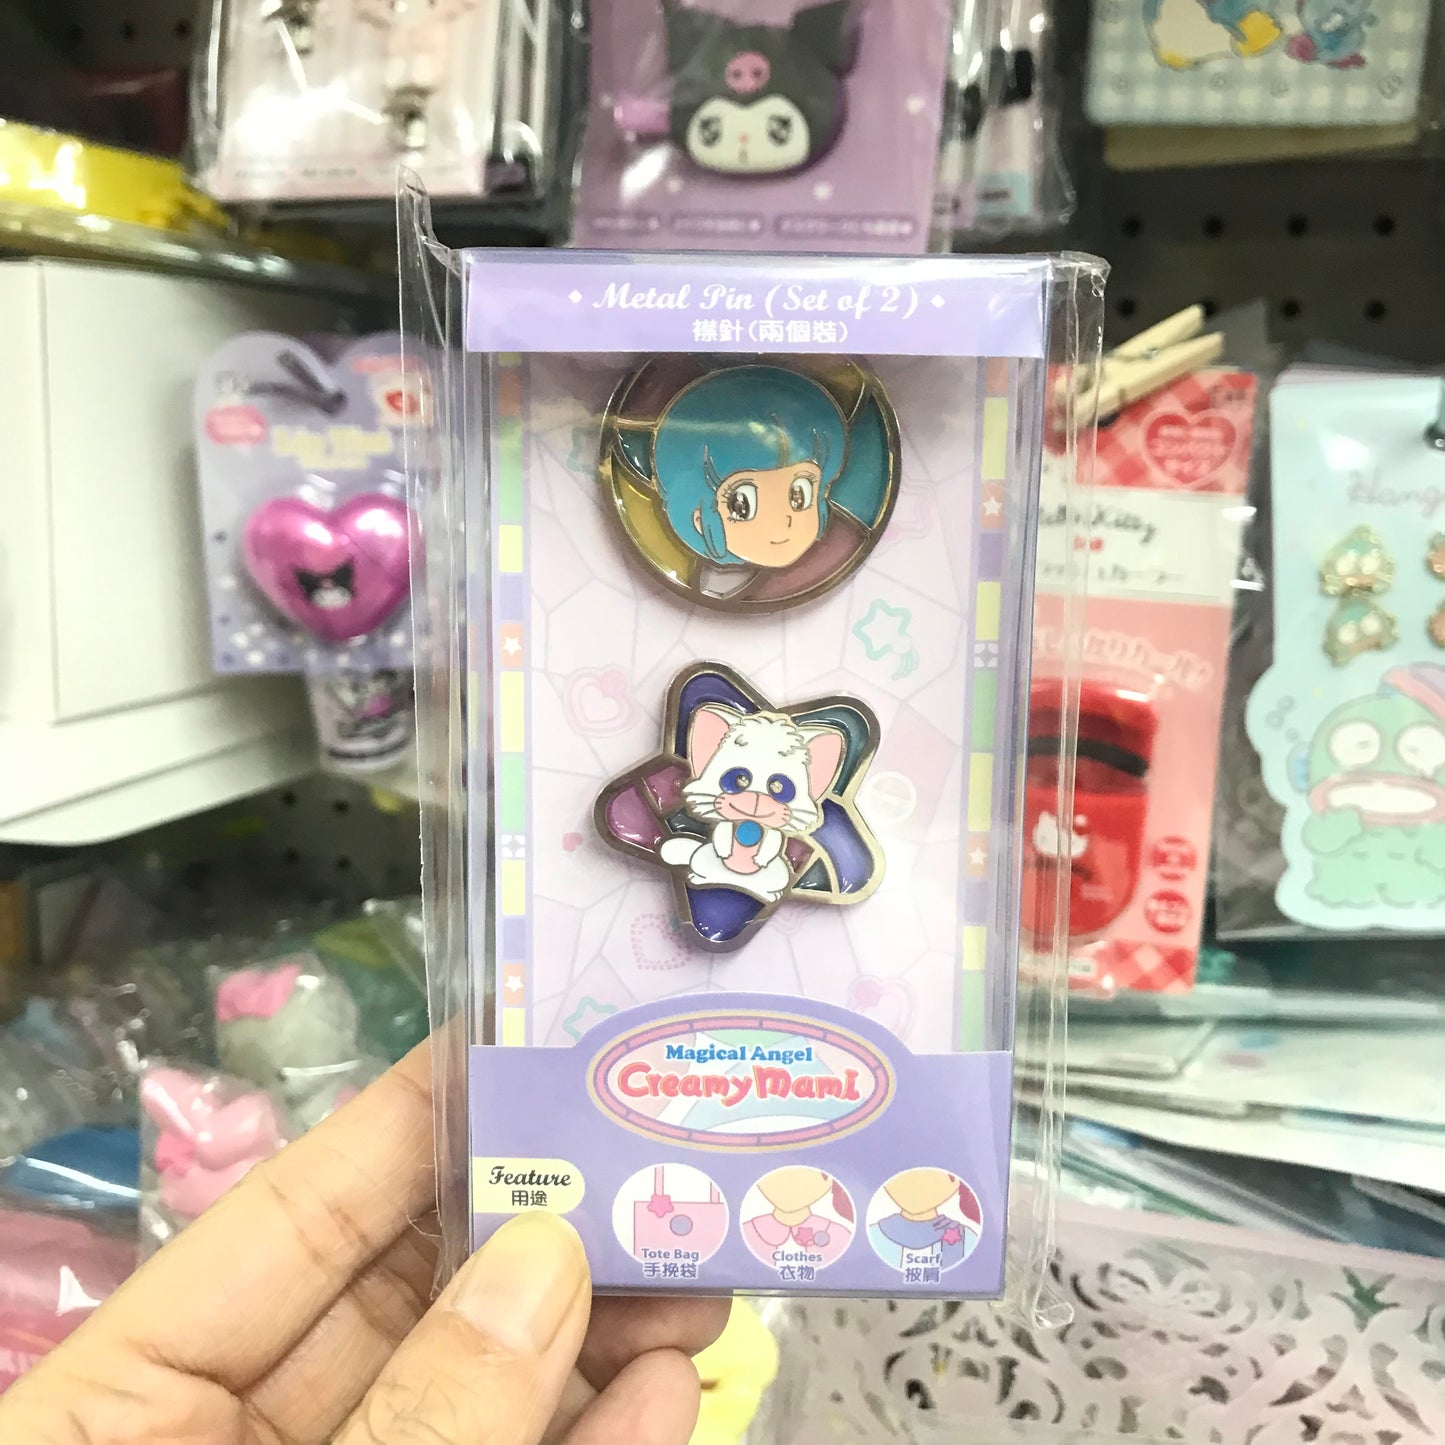 Metal Pin (Set of 2)
襟針(兩個裝)
Magical Angel
Creamy Mami
Feature
用途
Tote Bag
手挽袋
Clothes
衣物
Scarf
披肩